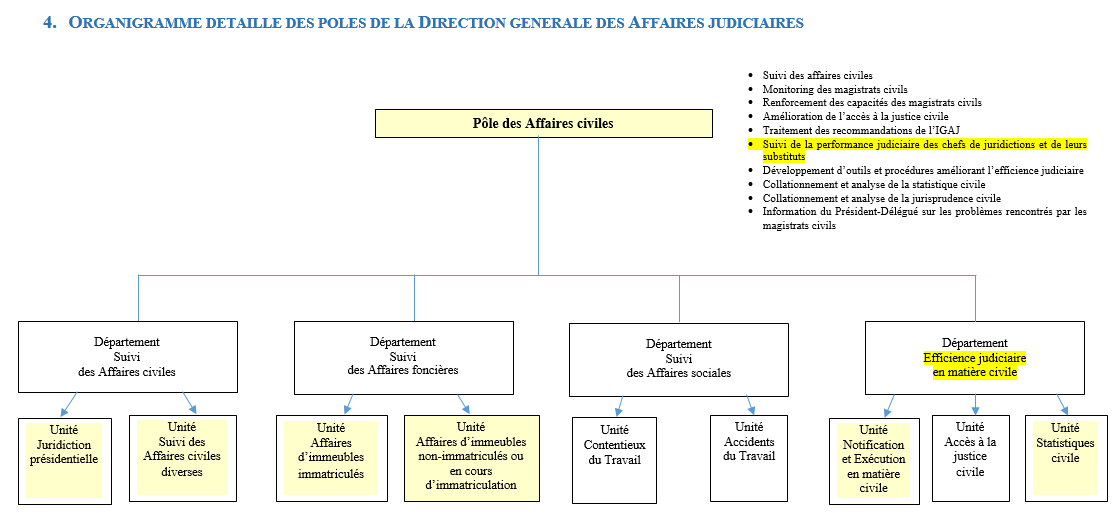 4. ORGANIGRAMME DETAILLE DES POLES DE LA DIRECTION GENERALE DES AFFAIRES JUDICIAIRES
Pôle des Affaires civiles
• Suivi des affaires civiles
• Monitoring des magistrats civils
• Renforcement des capacités des magistrats civils
• Amélioration de l'accès à la justice civile
• Traitement des recommandations de l'IGAJ
• Suivi de la performance judiciaire des chefs de juridictions et de leurs
substituts
• Développement d'outils et procédures améliorant l'efficience judiciaire
• Collationnement et analyse de la statistique civile
• Collationnement et analyse de la jurisprudence civile
• Information du Président-Délégué sur les problèmes rencontrés par les
magistrats civils
Département
Suivi
des Affaires civiles
Département
Suivi
des Affaires foncières
Département
Suivi
des Affaires sociales
Département
Efficience judiciaire
en matière civile
Unité
Juridiction
présidentielle
Unité
Suivi des
Affaires civiles
diverses
Unité
Affaires
d'immeubles
immatriculés
Unité
Affaires d'immeubles
non-immatriculés ou
en cours
d'immatriculation
Unité
Contentieux
du Travail
Unité
Accidents
du Travail
Unité
Notification
et Exécution
en matière
civile
Unité
Accès à la
justice
civile
Unité
Statistiques
civile